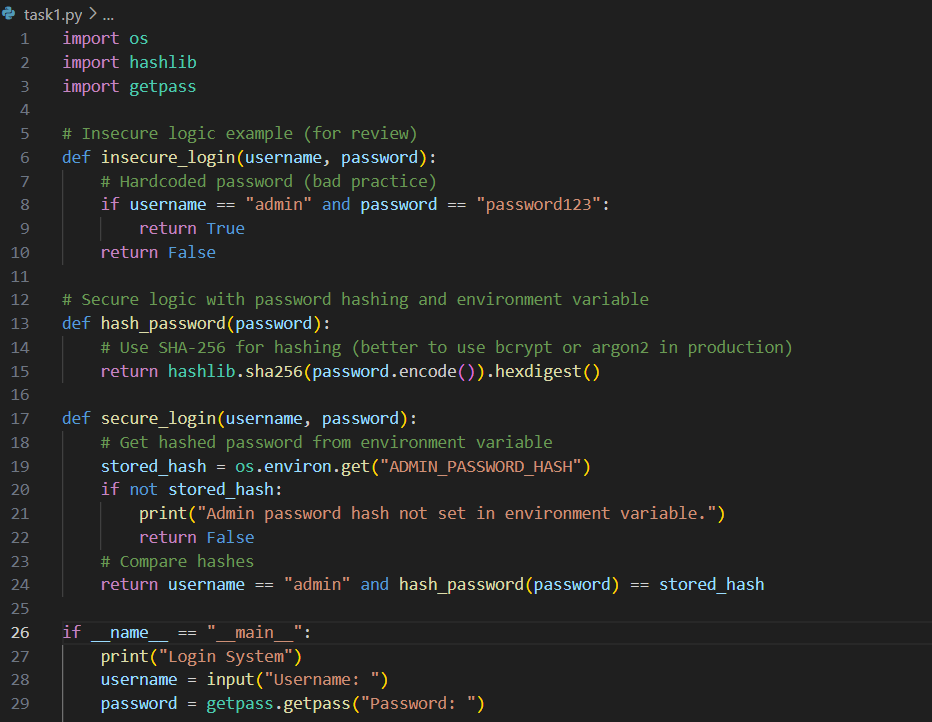 task1.py > ...
1 import os
2 import hashlib
3 import getpass
4
5 # Insecure logic example (for review)
6 def insecure_login(username, password):
7     # Hardcoded password (bad practice)
8     if username == "admin" and password == "password123":
9         return True
10     return False
11
12 # Secure logic with password hashing and environment variable
13 def hash_password(password):
14     # Use SHA-256 for hashing (better to use bcrypt or argon2 in production)
15     return hashlib.sha256(password.encode()).hexdigest()
16
17 def secure_login(username, password):
18     # Get hashed password from environment variable
19     stored_hash = os.environ.get("ADMIN_PASSWORD_HASH")
20     if not stored_hash:
21         print("Admin password hash not set in environment variable.")
22         return False
23     # Compare hashes
24     return username == "admin" and hash_password(password) == stored_hash
25
26 if __name__ == "__main__":
27     print("Login System")
28     username = input("Username: ")
29     password = getpass.getpass("Password: ")